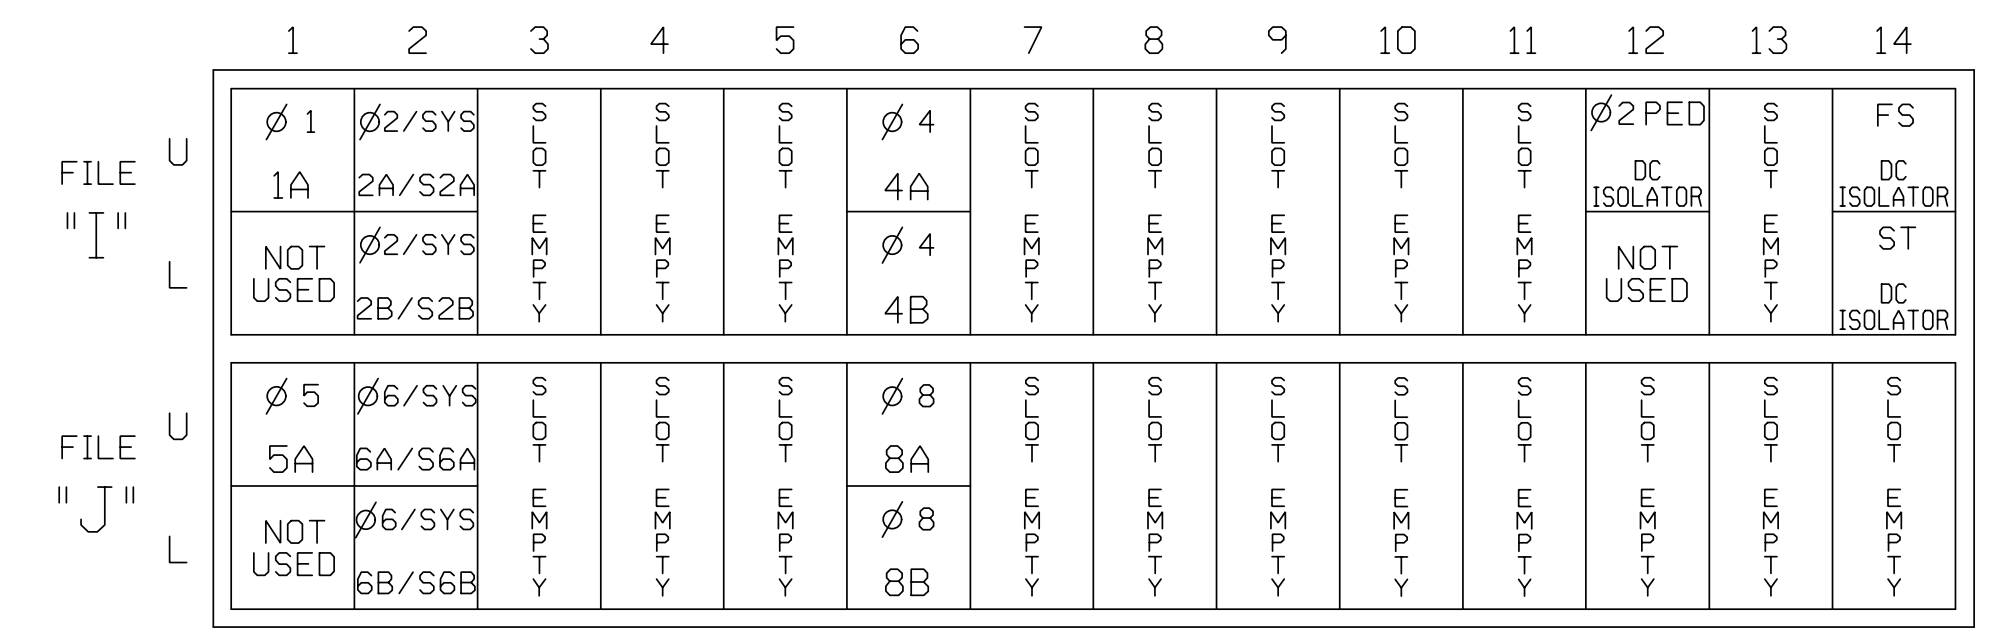 1 2 3 4 5 6 7 8 9 10 11 12 13 14
FILE
"I"
U
L
Ø 1
1A
NOT
USED
Ø2/SYS
2A/S2A
Ø2/SYS
2B/S2B
SLOT EMPTY
SLOT EMPTY
SLOT EMPTY
Ø 4
4A
Ø 4
4B
SLOT EMPTY
SLOT EMPTY
SLOT EMPTY
SLOT EMPTY
SLOT EMPTY
Ø2 PED
DC
ISOLATOR
NOT
USED
SLOT EMPTY
FS
DC
ISOLATOR
ST
DC
ISOLATOR
FILE
"J"
U
L
Ø 5
5A
NOT
USED
Ø6/SYS
6A/S6A
Ø6/SYS
6B/S6B
SLOT EMPTY
SLOT EMPTY
SLOT EMPTY
Ø 8
8A
Ø 8
8B
SLOT EMPTY
SLOT EMPTY
SLOT EMPTY
SLOT EMPTY
SLOT EMPTY
SLOT EMPTY
SLOT EMPTY
SLOT EMPTY